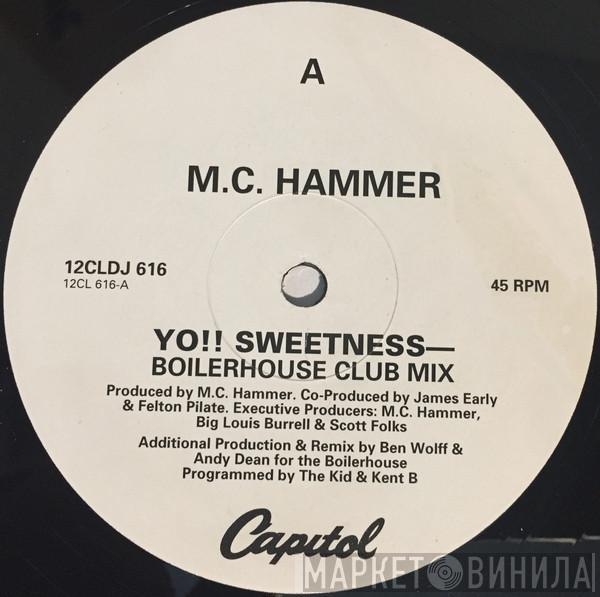 A
M.C. HAMMER
12CLDJ 616
12CL 616-A
45 RPM
YO!! SWEETNESS—
BOILERHOUSE CLUB MIX
Produced by M.C. Hammer. Co-Produced by James Early
& Felton Pilate. Executive Producers: M.C. Hammer,
Big Louis Burrell & Scott Folks
Additional Production & Remix by Ben Wolff &
Andy Dean for the Boilerhouse
Programmed by The Kid & Kent B
Capitol
МАРКЕТ ВИНИЛА